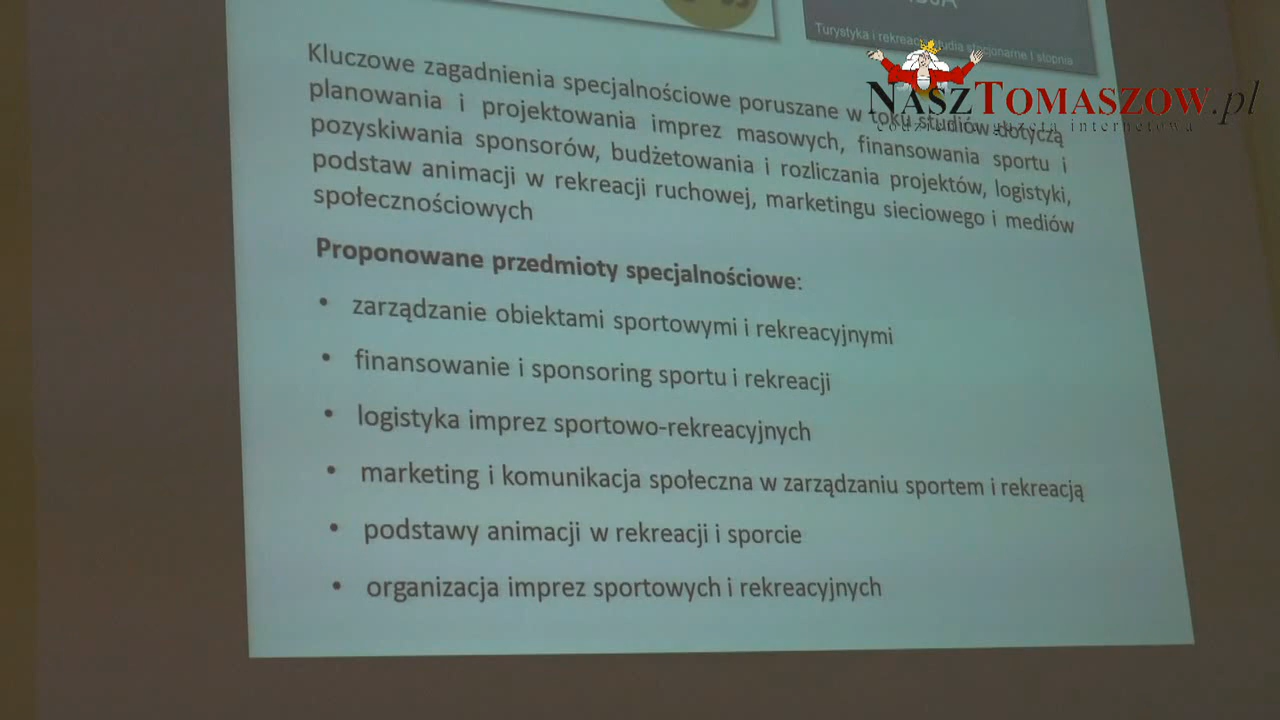 Turystyka i rekreacja studia stacjonarne I stopnia
NASZTOMASZOW.pl
codzienna gazeta internetowa
Kluczowe zagadnienia specjalnościowe poruszane w toku studiów dotyczą
planowania i projektowania imprez masowych, finansowania sportu i
pozyskiwania sponsorów, budżetowania i rozliczania projektów, logistyki,
podstaw animacji w rekreacji ruchowej, marketingu sieciowego i mediów
społecznościowych
Proponowane przedmioty specjalnościowe:
• zarządzanie obiektami sportowymi i rekreacyjnymi
• finansowanie i sponsoring sportu i rekreacji
• logistyka imprez sportowo-rekreacyjnych
• marketing i komunikacja społeczna w zarządzaniu sportem i rekreacją
• podstawy animacji w rekreacji i sporcie
• organizacja imprez sportowych i rekreacyjnych